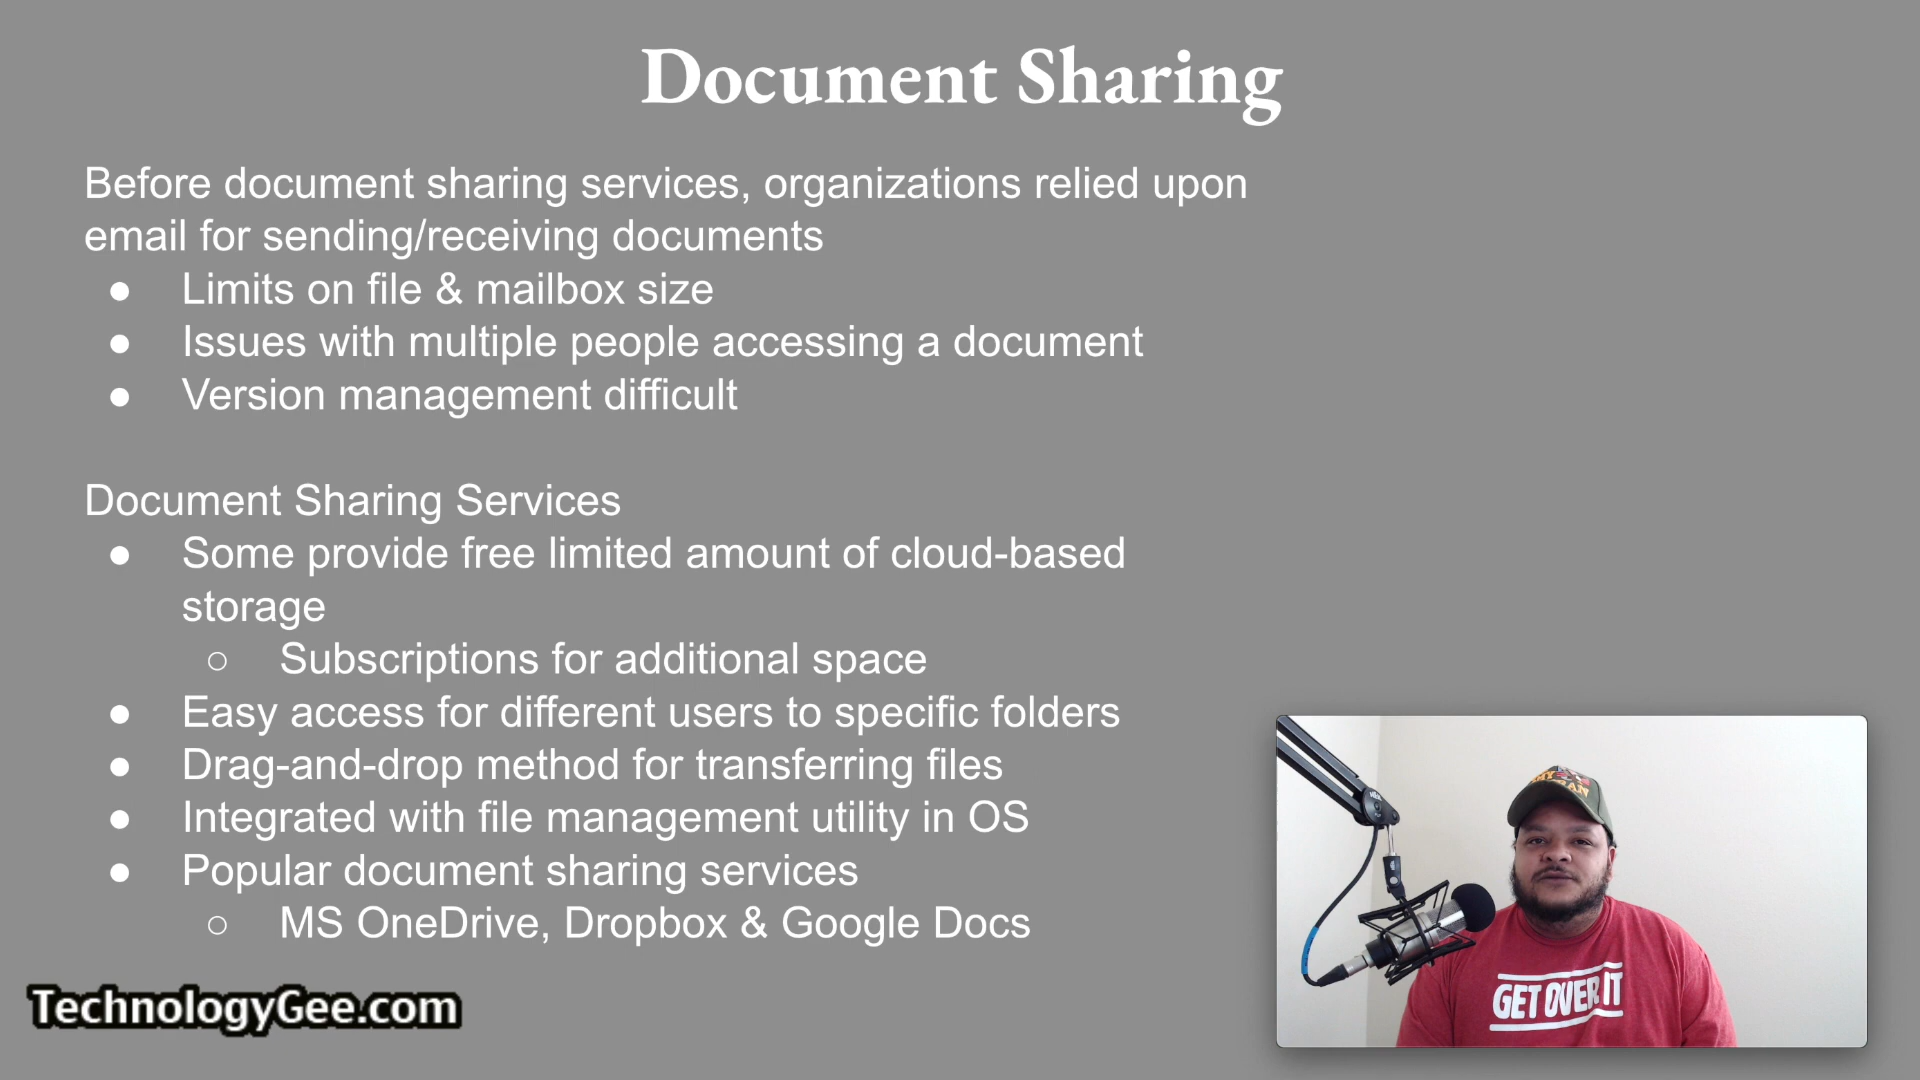 Document Sharing
Before document sharing services, organizations relied upon
email for sending/receiving documents
● Limits on file & mailbox size
● Issues with multiple people accessing a document
● Version management difficult
Document Sharing Services
● Some provide free limited amount of cloud-based
storage
○ Subscriptions for additional space
● Easy access for different users to specific folders
● Drag-and-drop method for transferring files
● Integrated with file management utility in OS
● Popular document sharing services
○ MS OneDrive, Dropbox & Google Docs
TechnologyGee.com
GET OVER IT